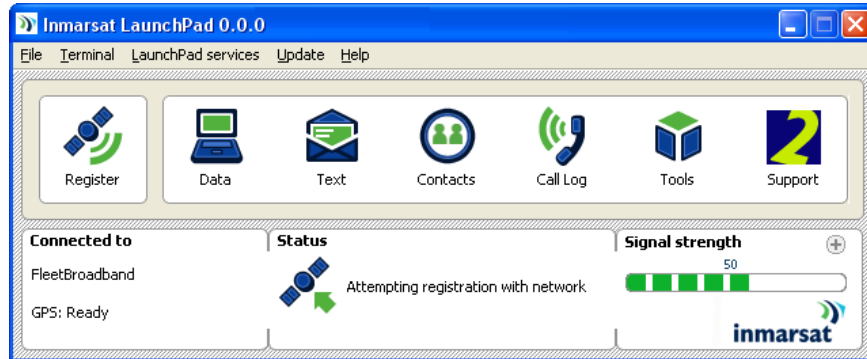 Inmarsat LaunchPad 0.0.0
File Terminal LaunchPad services Update Help
Register Data Text Contacts Call Log Tools Support
Connected to
FleetBroadband
GPS: Ready
Status
Attempting registration with network
Signal strength
50
inmarsat